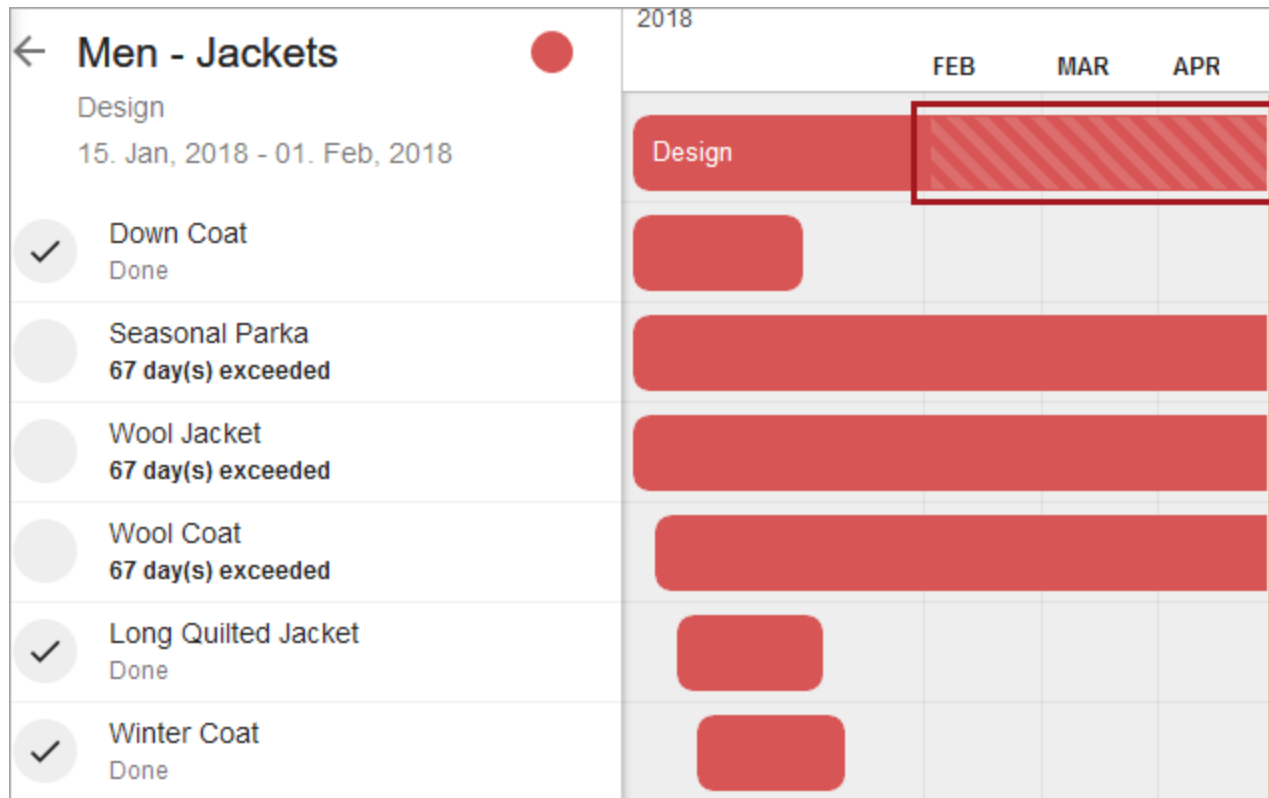 Men - Jackets
Design
15. Jan, 2018 - 01. Feb, 2018
2018
FEB MAR APR
Design
Down Coat
Done
Seasonal Parka
67 day(s) exceeded
Wool Jacket
67 day(s) exceeded
Wool Coat
67 day(s) exceeded
Long Quilted Jacket
Done
Winter Coat
Done